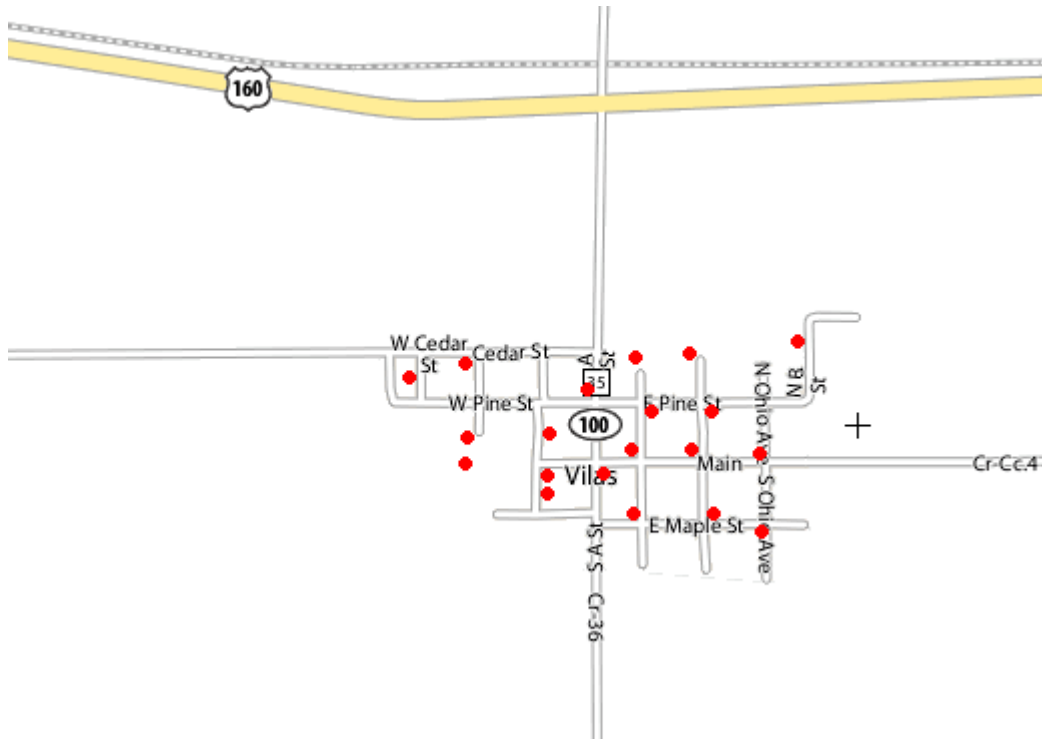 160
W Cedar
St
Cedar St
A
St
35
W Pine St
E Pine St
N B
St
N Ohio Ave
100
Main
Cr-Cc.4
Vilas
S Ohio Ave
E Maple St
S A St
Cr-36